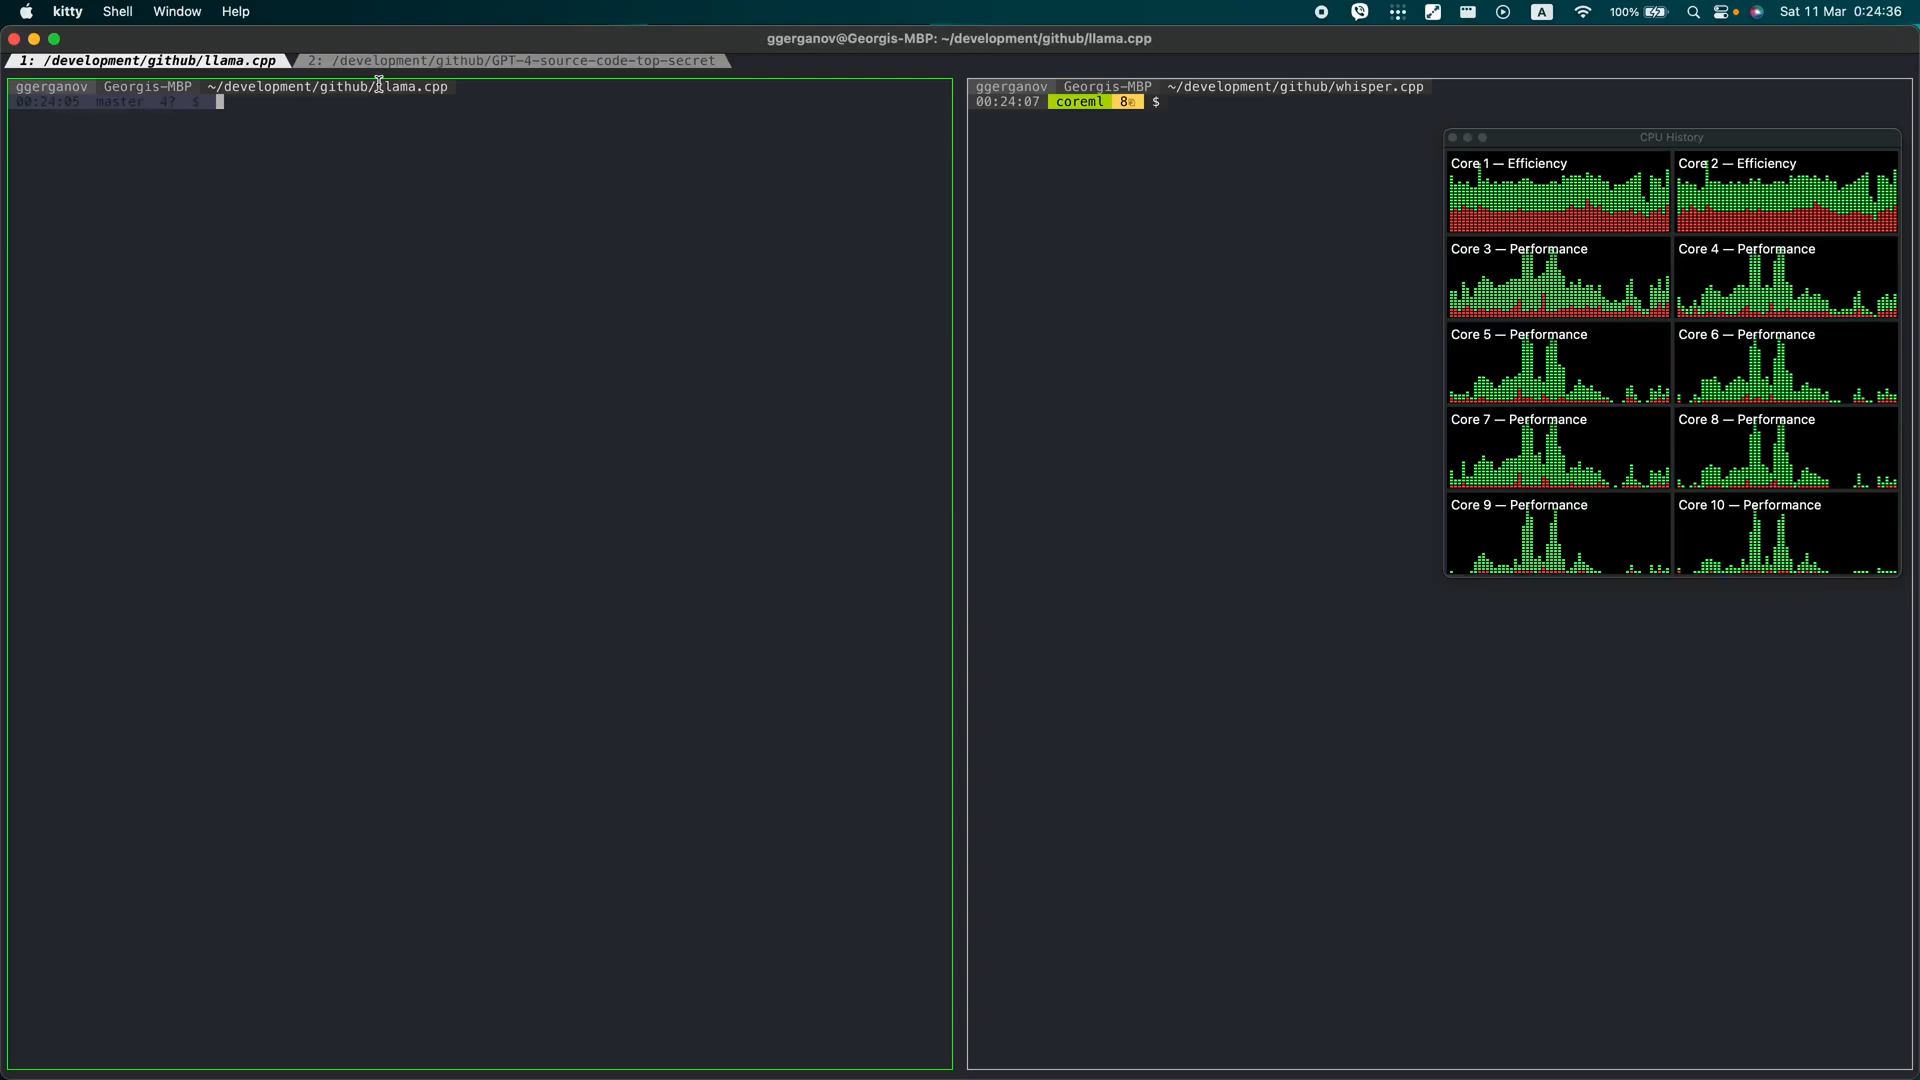 kitty Shell Window Help
A 100% Sat 11 Mar 0:24:36
ggerganov@Georgis-MBP: ~/development/github/llama.cpp
1: /development/github/llama.cpp 2: /development/github/GPT-4-source-code-top-secret
ggerganov Georgis-MBP ~/development/github/llama.cpp
00:24:05 master 4? $
ggerganov Georgis-MBP ~/development/github/whisper.cpp
00:24:07 coreml 8 $
CPU History
Core 1 — Efficiency
Core 2 — Efficiency
Core 3 — Performance
Core 4 — Performance
Core 5 — Performance
Core 6 — Performance
Core 7 — Performance
Core 8 — Performance
Core 9 — Performance
Core 10 — Performance